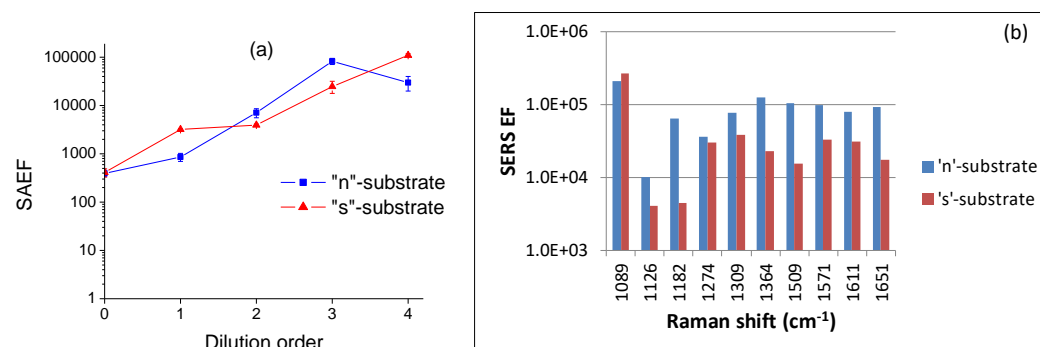 (a)
SAEF
100000
10000
1000
100
10
1
0 1 2 3 4
Dilution order
"n"-substrate
"s"-substrate
(b)
SERS EF
1.0E+06
1.0E+05
1.0E+04
1.0E+03
1089 1126 1182 1274 1309 1364 1509 1571 1611 1651
Raman shift (cm⁻¹)
'n'-substrate
's'-substrate